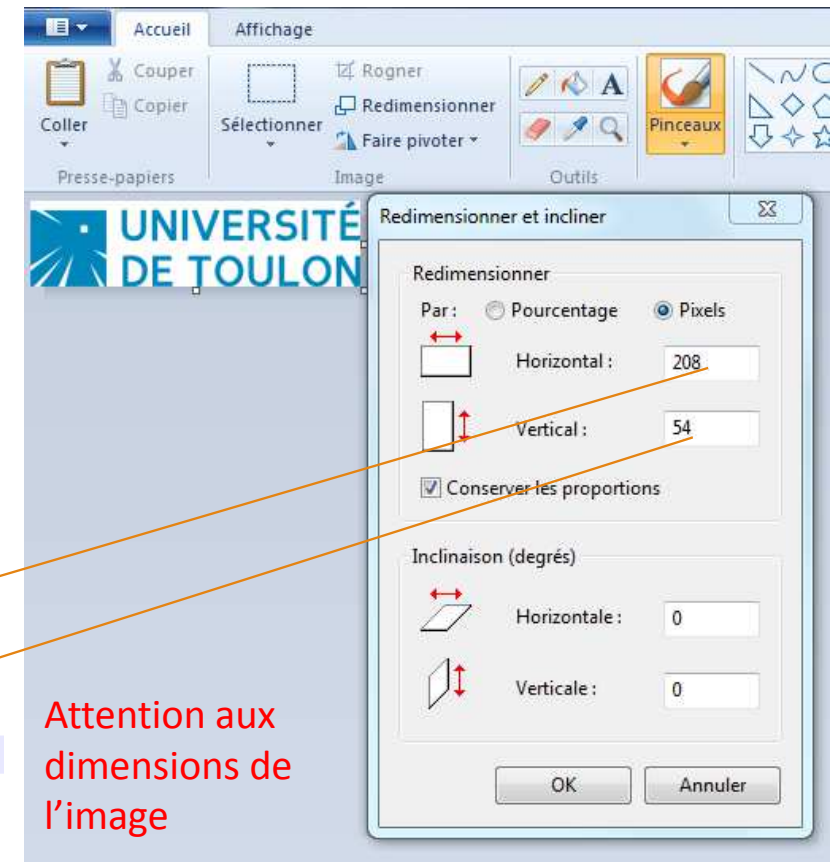 Accueil Affichage
Coller
Couper
Copier
Presse-papiers
Sélectionner
Rogner
Redimensionner
Faire pivoter
Image
A
Outils
Pinceaux
UNIVERSITÉ
DE TOULON
Redimensionner et incliner
Redimensionner
Par : Pourcentage Pixels
Horizontal : 208
Vertical : 54
Conserver les proportions
Inclinaison (degrés)
Horizontale : 0
Verticale : 0
OK Annuler
Attention aux
dimensions de
l’image